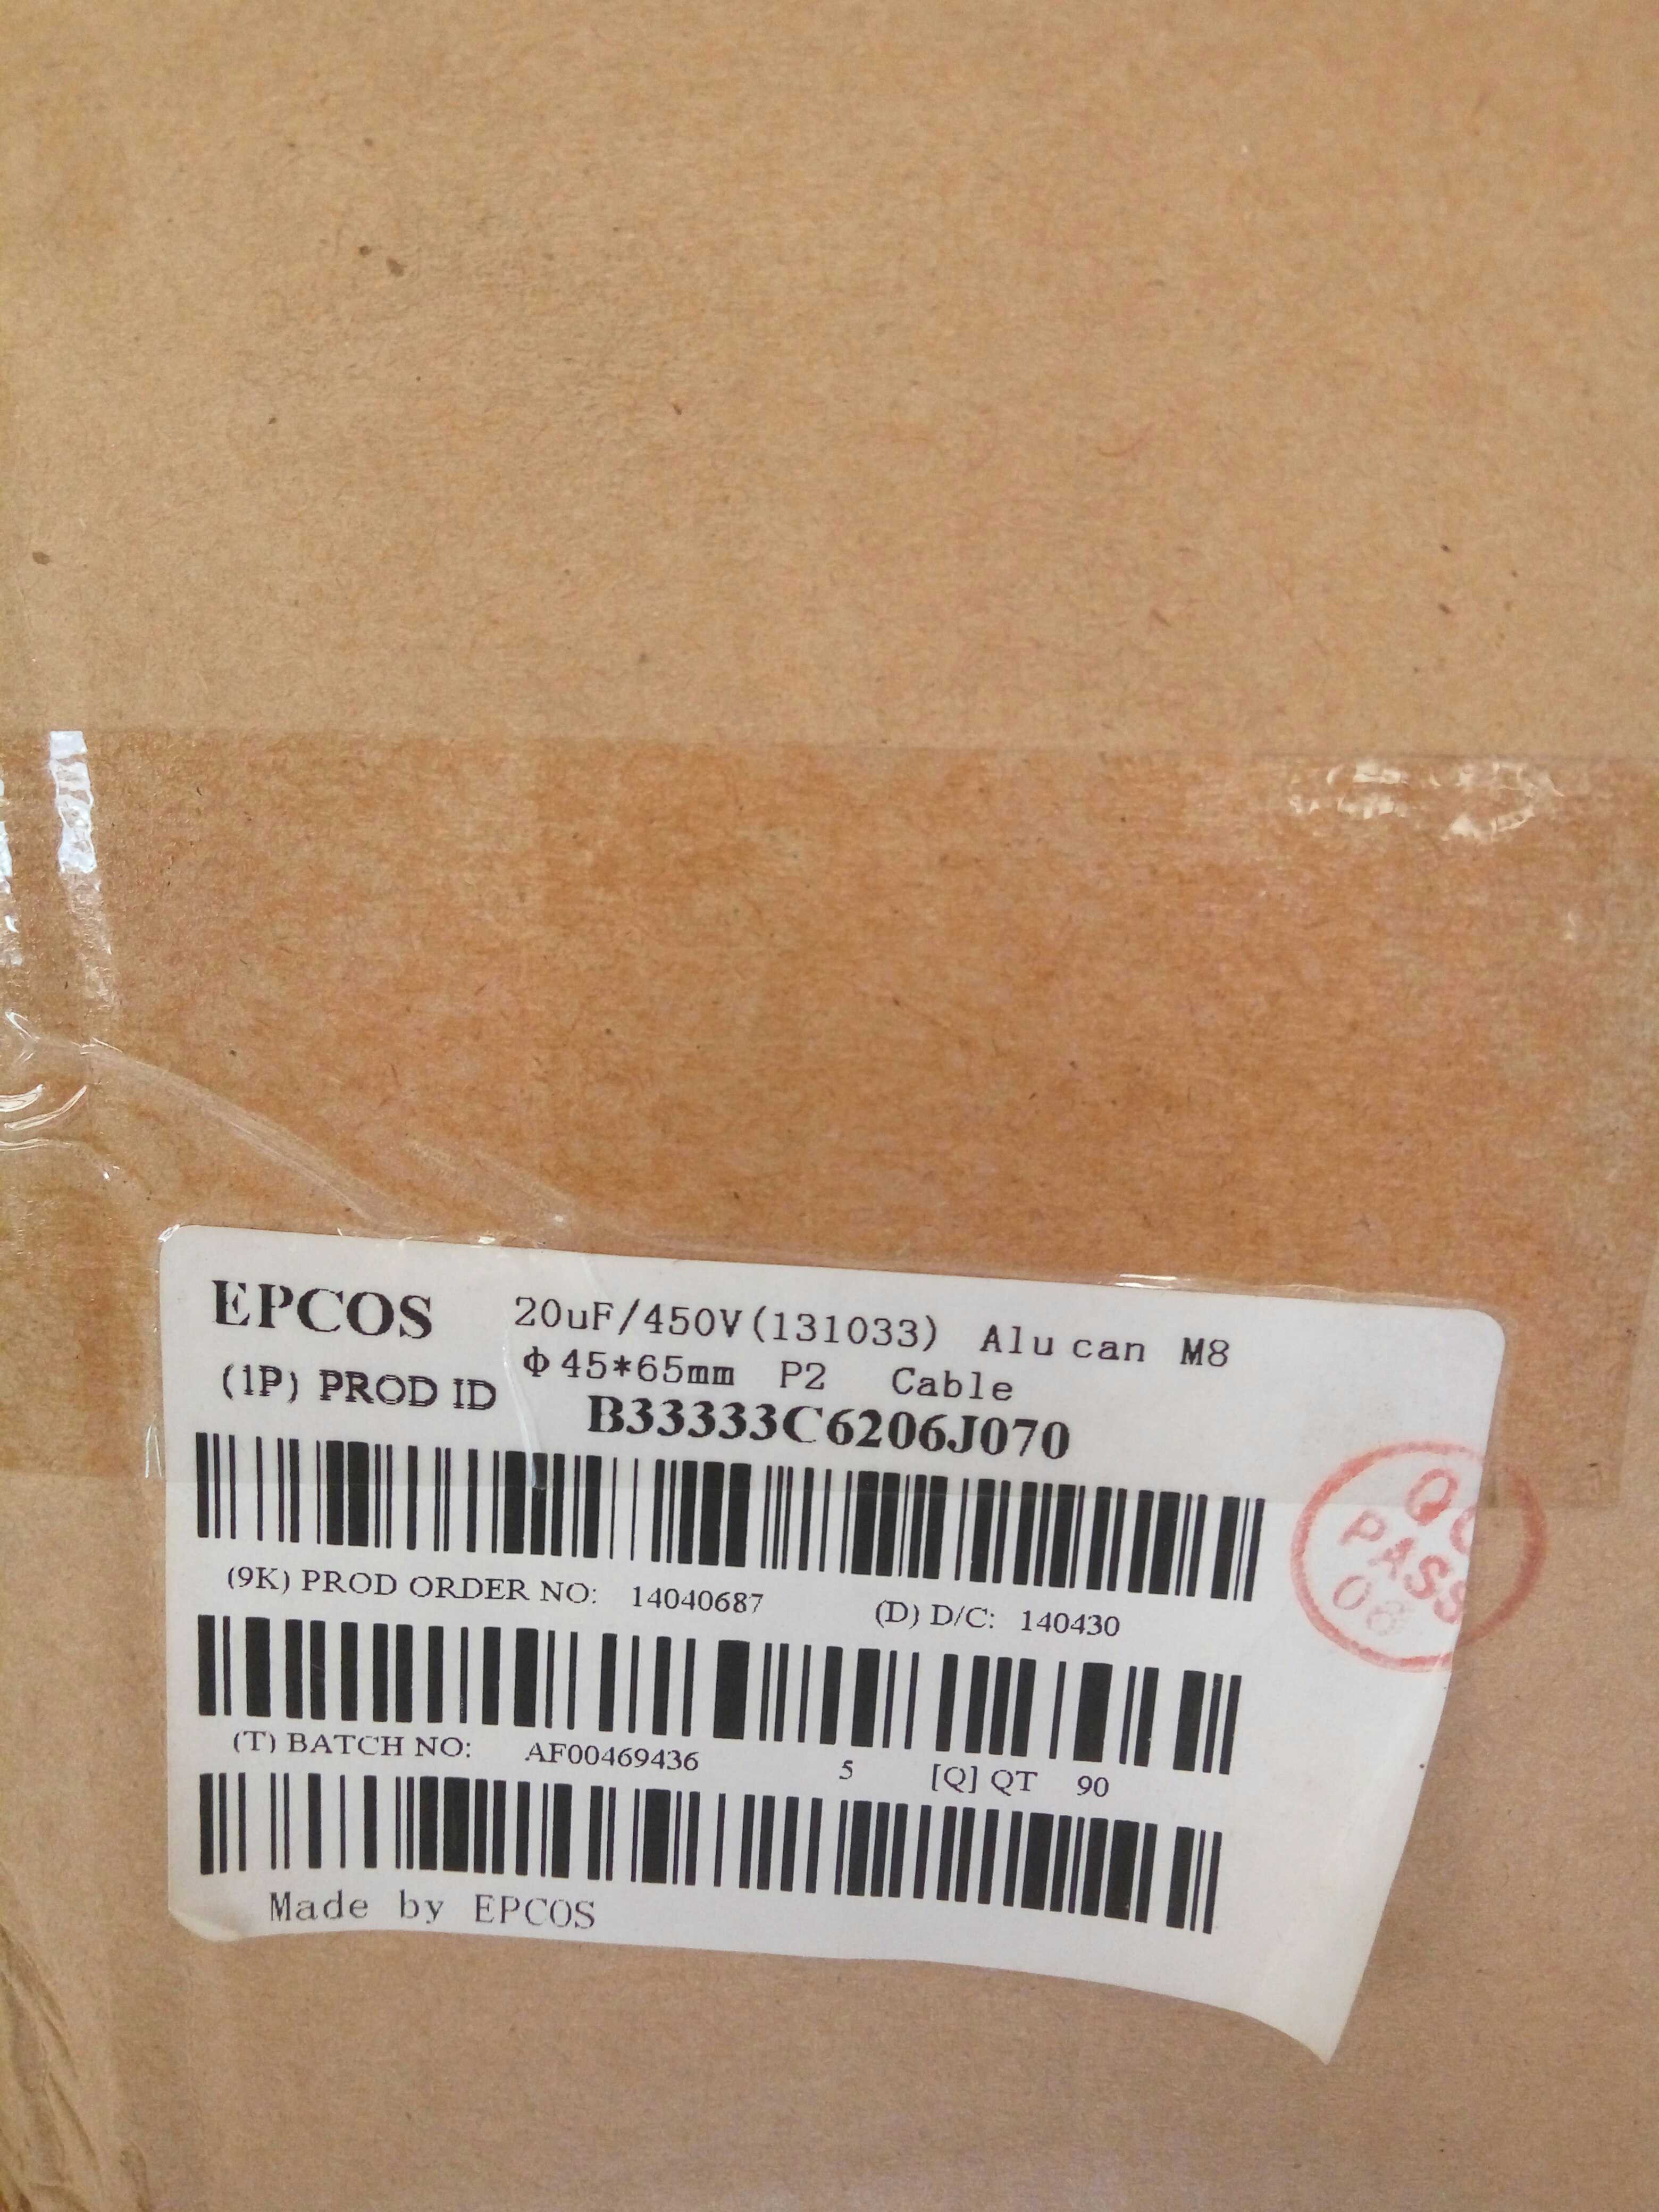 EPCOS 20uF/450V(131033) Alu can M8
Φ45*65mm P2 Cable
(1P) PROD ID B33333C6206J070
(9K) PROD ORDER NO: 14040687 (D) D/C: 140430
(T) BATCH NO: AF00469436 5 [Q] QT 90
Made by EPCOS
PASS
08